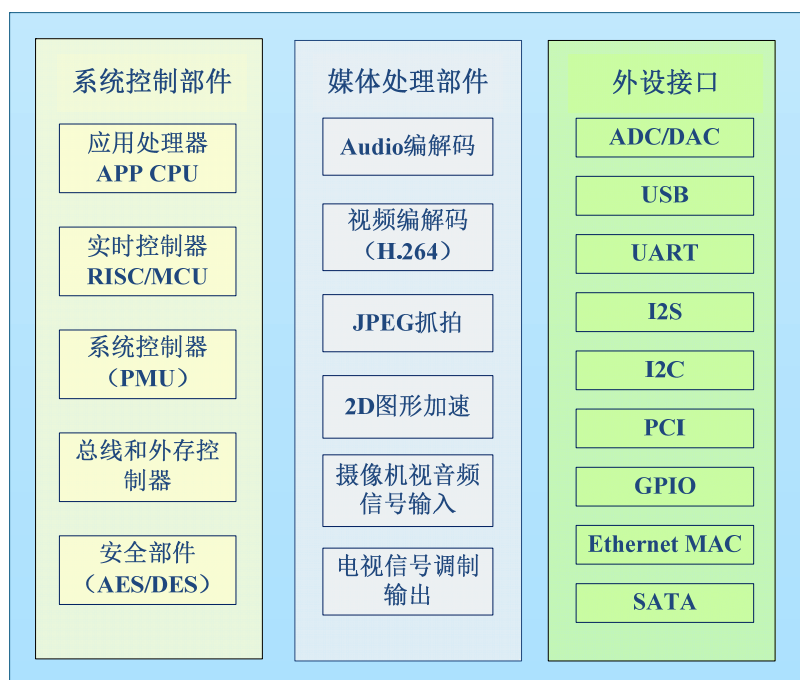 系统控制部件
应用处理器
APP CPU
实时控制器
RISC/MCU
系统控制器
（PMU）
总线和外存控
制器
安全部件
（AES/DES）
媒体处理部件
Audio编解码
视频编解码
（H.264）
JPEG抓拍
2D图形加速
摄像机视音频
信号输入
电视信号调制
输出
外设接口
ADC/DAC
USB
UART
I2S
I2C
PCI
GPIO
Ethernet MAC
SATA